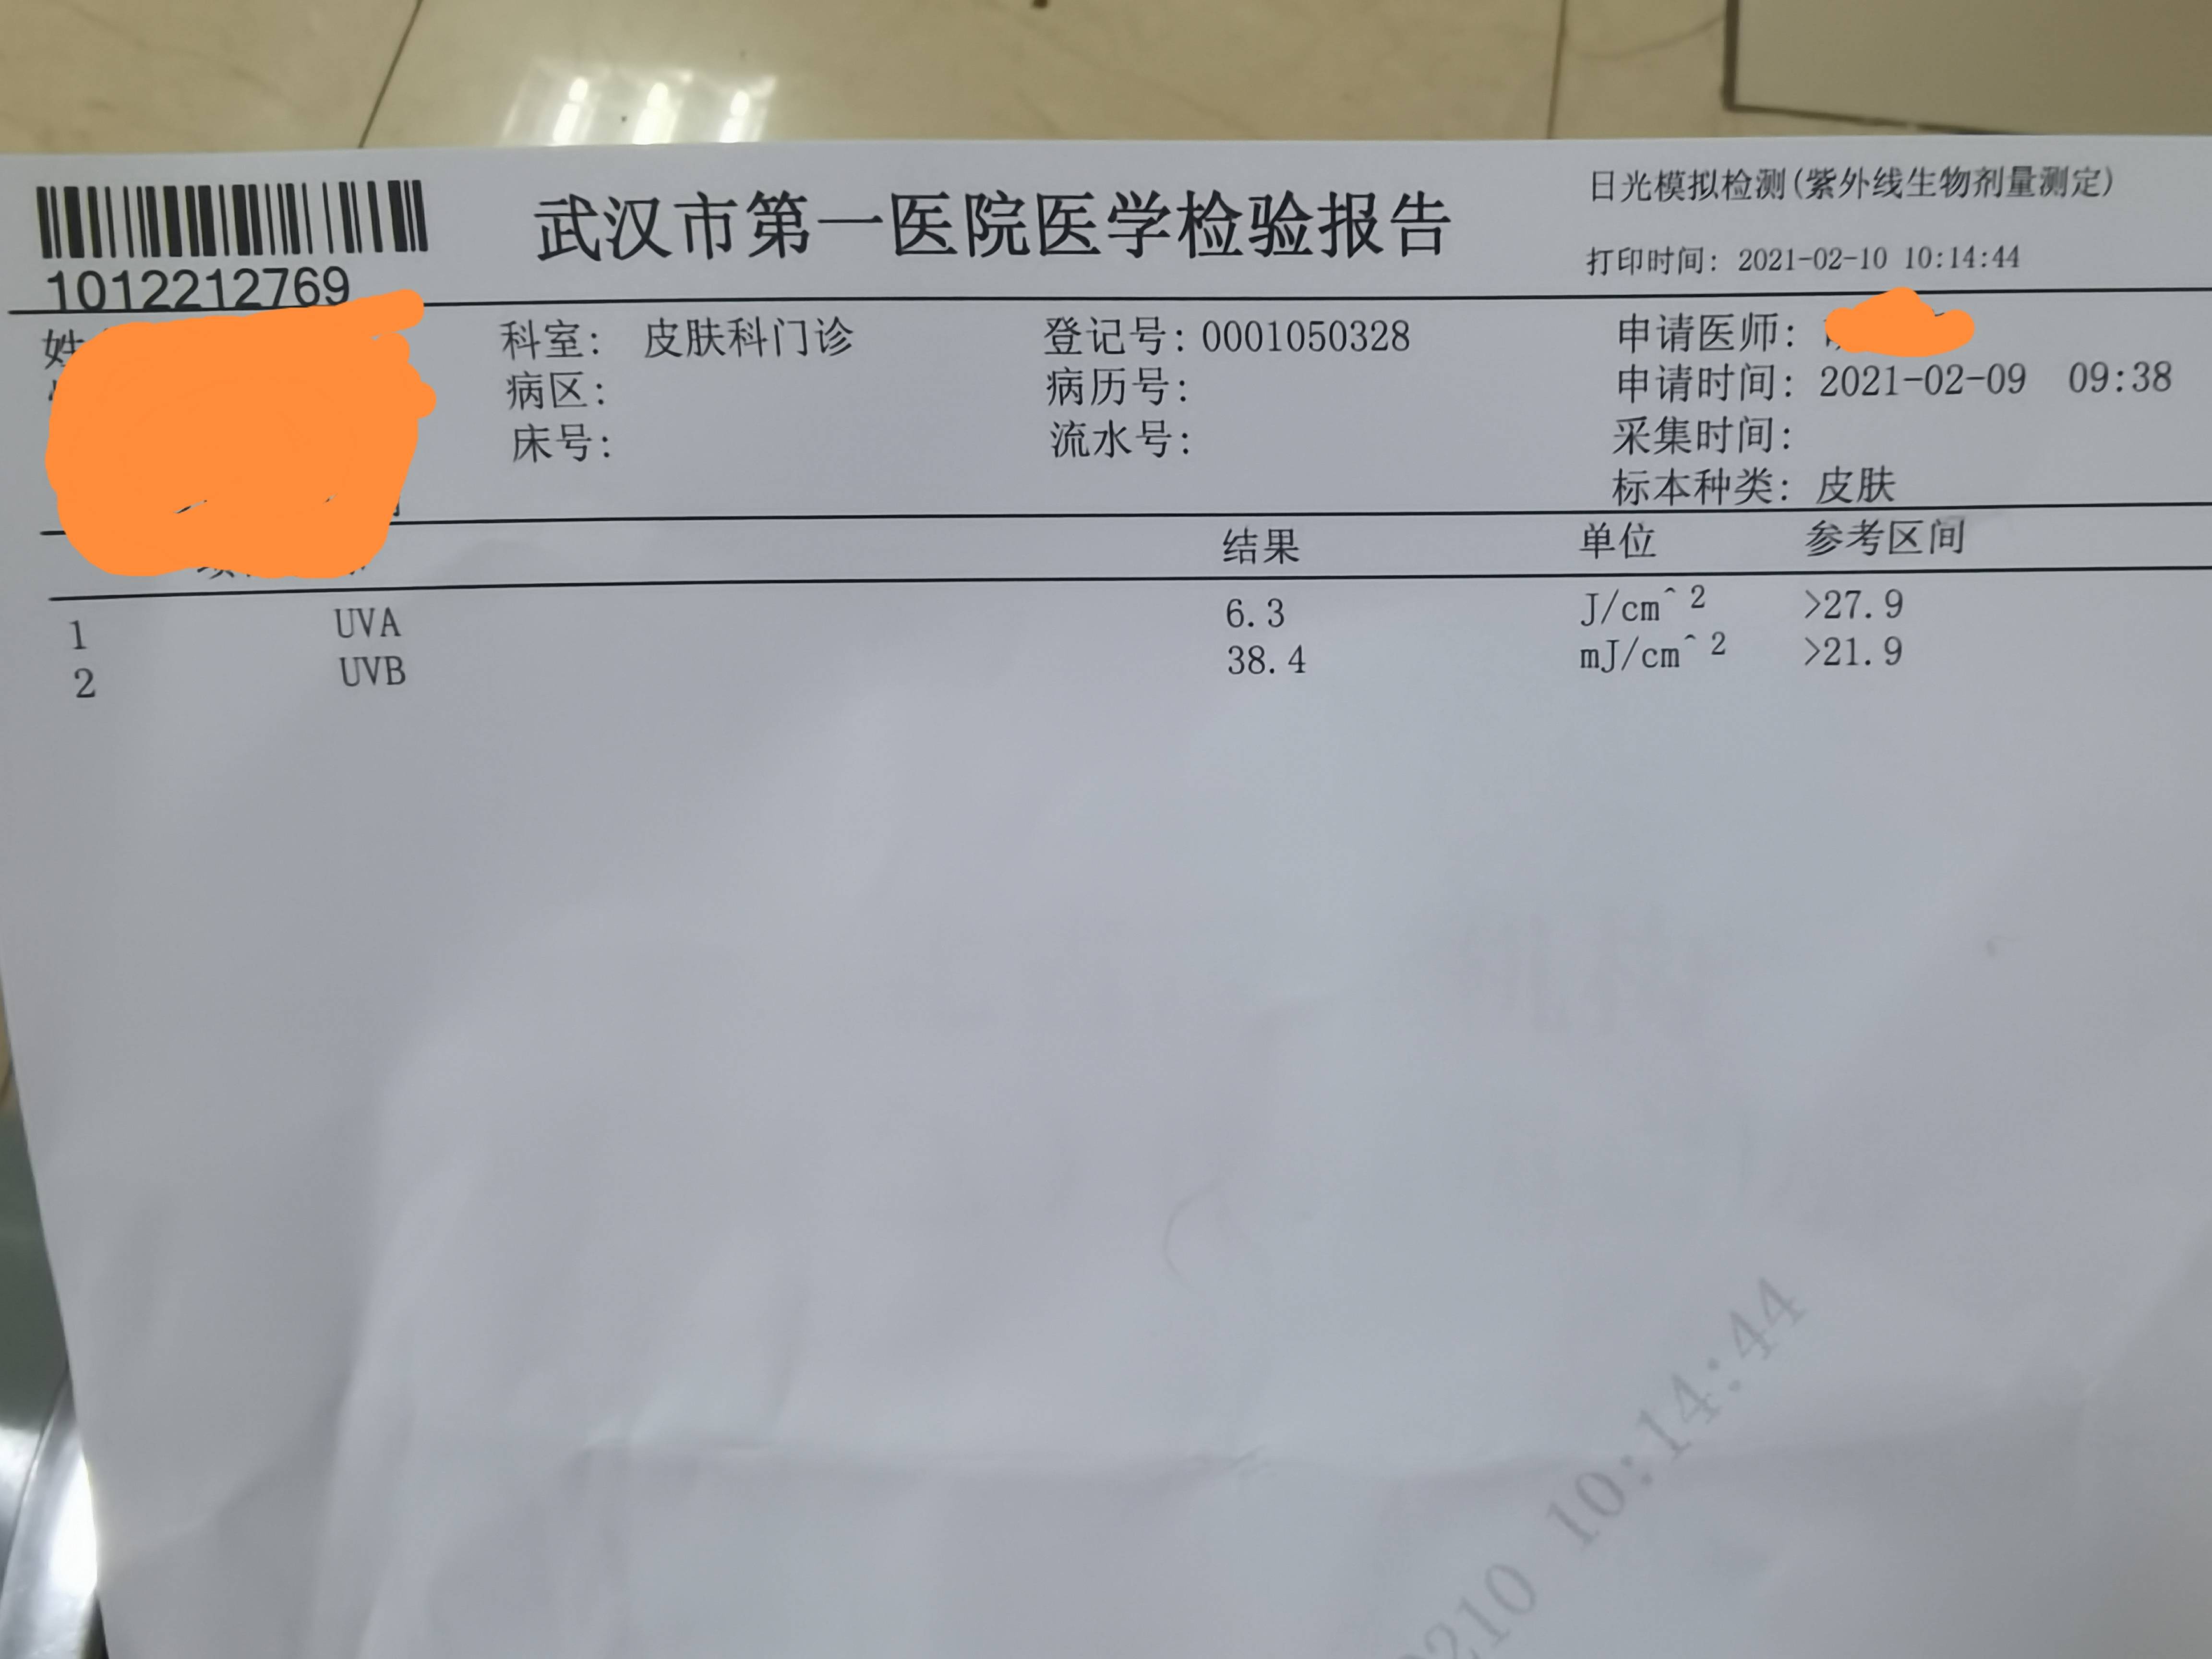 1012212769
武汉市第一医院医学检验报告
日光模拟检测(紫外线生物剂量测定)
打印时间: 2021-02-10 10:14:44
姓
科室: 皮肤科门诊 登记号: 0001050328 申请医师:
病区: 病历号: 申请时间: 2021-02-09 09:38
床号: 流水号: 采集时间:
标本种类: 皮肤
结果 单位 参考区间
1 UVA 6.3 J/cm^2 >27.9
2 UVB 38.4 mJ/cm^2 >21.9
0210 10:14:44